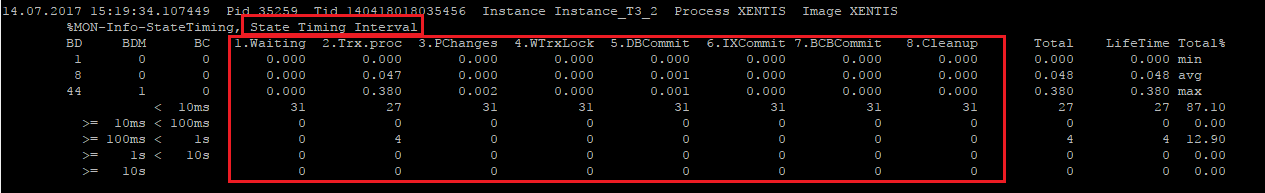 14.07.2017 15:19:34.107449 Pid 35259 Tid 140418018035456 Instance Instance_T3_2 Process XENTIS Image XENTIS
%MON-Info-StateTiming, State Timing Interval
BD BDM BC 1.Waiting 2.Trx.proc 3.PChanges 4.WTrxLock 5.DBCommit 6.IXCommit 7.BCBCommit 8.Cleanup Total LifeTime Total%
1 0 0 0.000 0.000 0.000 0.000 0.000 0.000 0.000 0.000 0.000 0.000 min
8 0 0 0.000 0.047 0.000 0.000 0.001 0.000 0.000 0.000 0.048 0.048 avg
44 1 0 0.000 0.380 0.002 0.000 0.001 0.000 0.000 0.000 0.380 0.380 max
< 10ms 31 27 31 31 31 31 31 31 27 27 87.10
>= 10ms < 100ms 0 0 0 0 0 0 0 0 0 0 0.00
>= 100ms < 1s 0 4 0 0 0 0 0 0 4 4 12.90
>= 1s < 10s 0 0 0 0 0 0 0 0 0 0 0.00
>= 10s 0 0 0 0 0 0 0 0 0 0 0.00